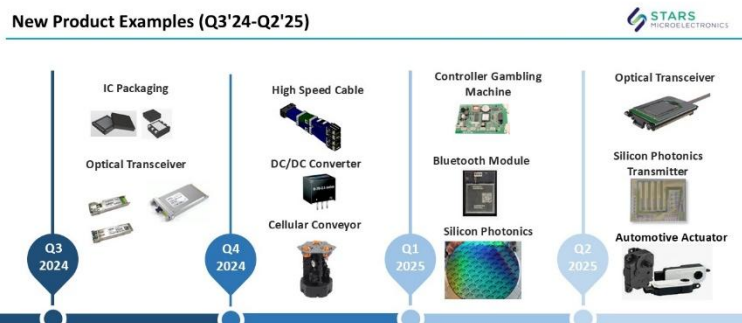 New Product Examples (Q3'24-Q2'25)
STARS
MICROELECTRONICS
IC Packaging
Optical Transceiver
Q3
2024
High Speed Cable
DC/DC Converter
Cellular Conveyor
Q4
2024
Controller Gambling
Machine
Bluetooth Module
Silicon Photonics
Q1
2025
Optical Transceiver
Silicon Photonics
Transmitter
Automotive Actuator
Q2
2025